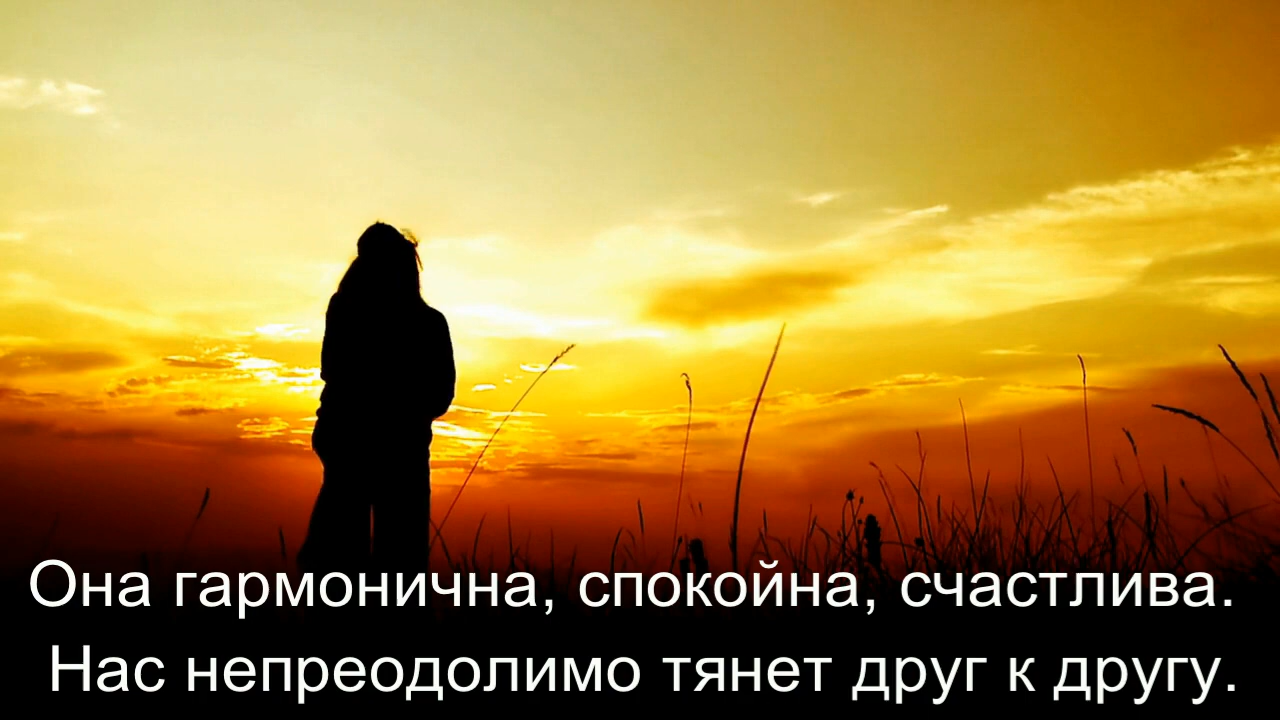 Она гармонична, спокойна, счастлива.
Нас непреодолимо тянет друг к другу.